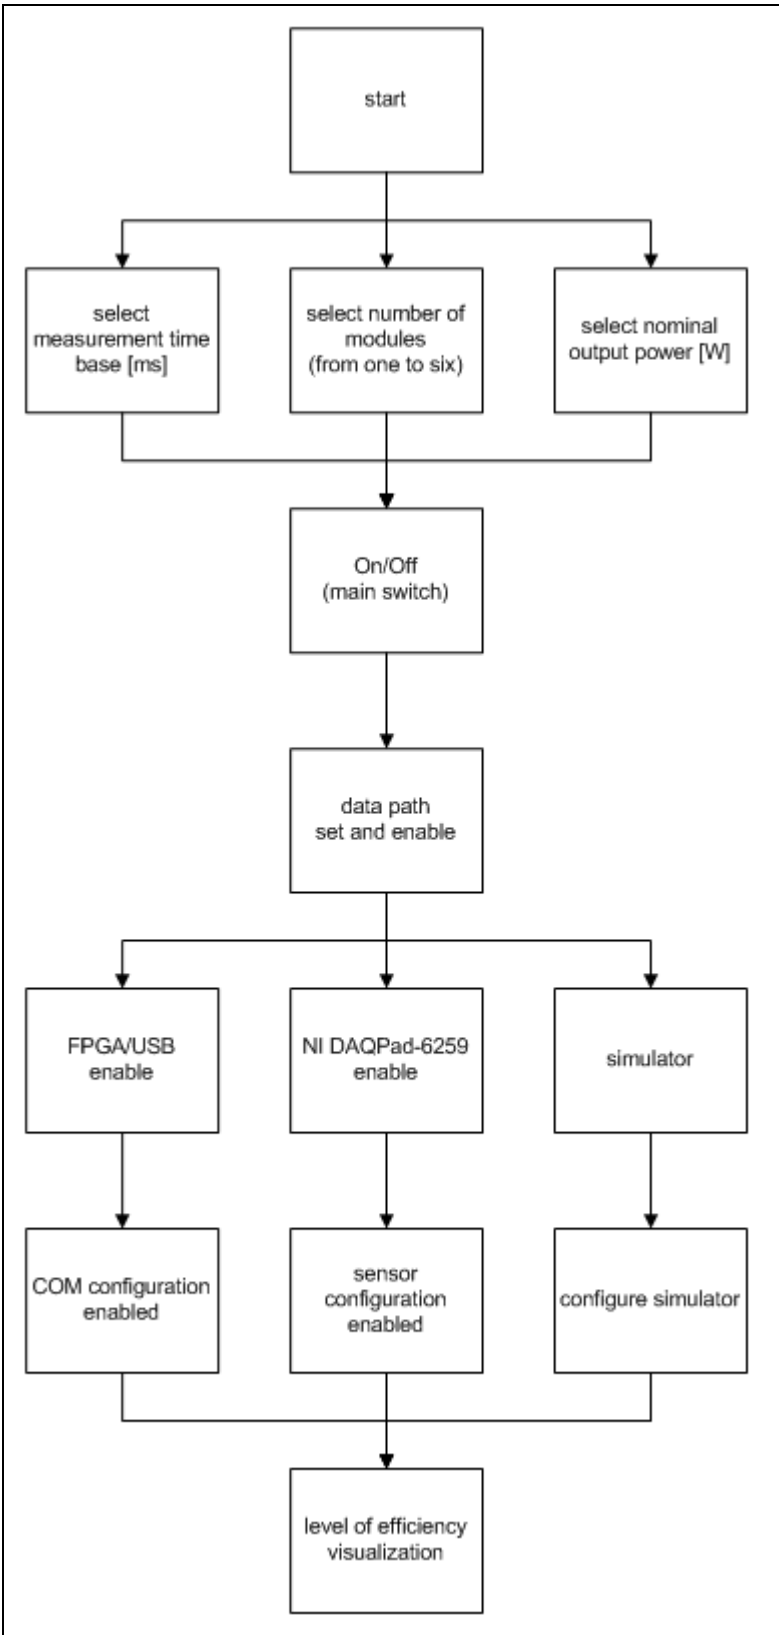 start
select
measurement time
base [ms]
select number of
modules
(from one to six)
select nominal
output power [W]
On/Off
(main switch)
data path
set and enable
FPGA/USB
enable
NI DAQPad-6259
enable
simulator
COM configuration
enabled
sensor
configuration
enabled
configure simulator
level of efficiency
visualization